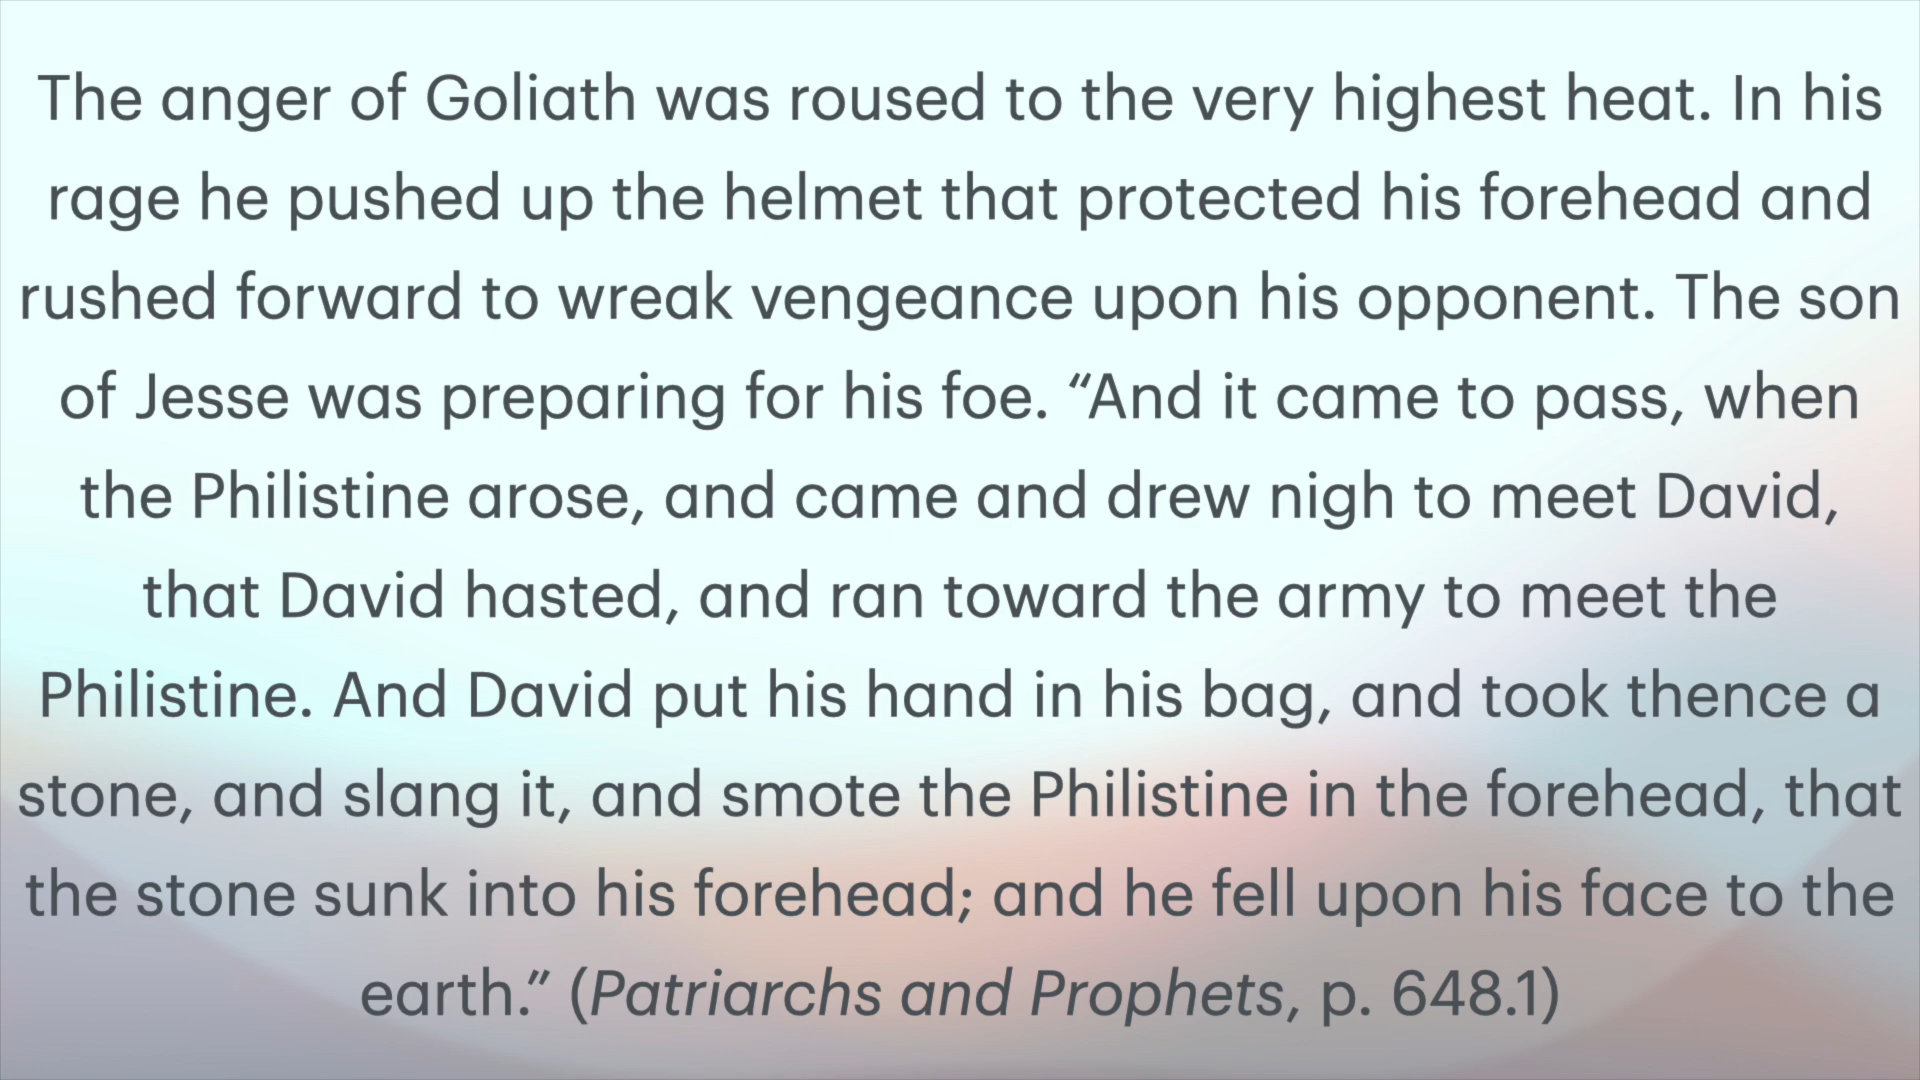 The anger of Goliath was roused to the very highest heat. In his
rage he pushed up the helmet that protected his forehead and
rushed forward to wreak vengeance upon his opponent. The son
of Jesse was preparing for his foe. “And it came to pass, when
the Philistine arose, and came and drew nigh to meet David,
that David hasted, and ran toward the army to meet the
Philistine. And David put his hand in his bag, and took thence a
stone, and slang it, and smote the Philistine in the forehead, that
the stone sunk into his forehead; and he fell upon his face to the
earth.” (Patriarchs and Prophets, p. 648.1)